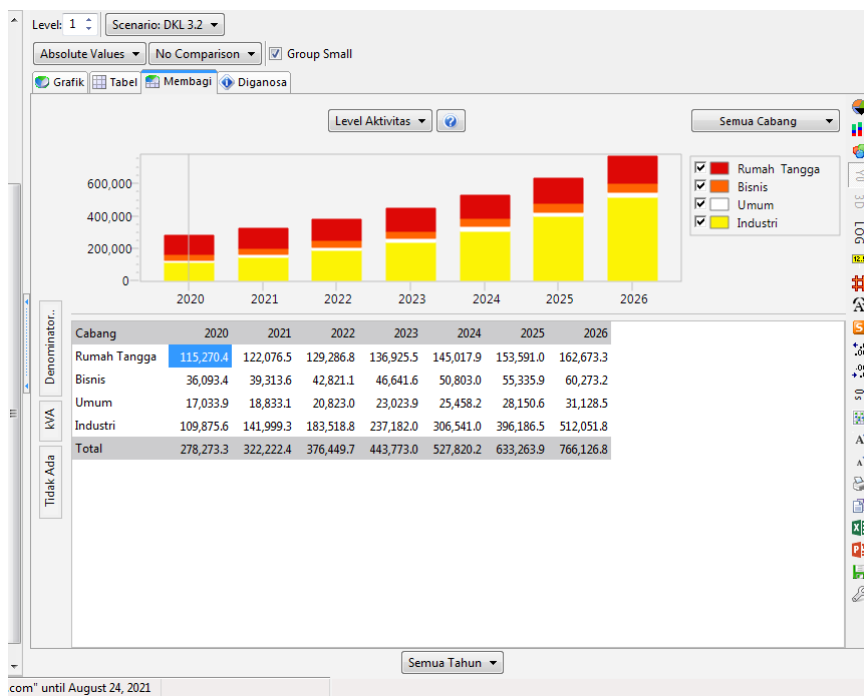 Level: 1 Scenario: DKL 3.2
Absolute Values No Comparison Group Small
Grafik Tabel Membagi Diganosa
Level Aktivitas Semua Cabang
600,000
400,000
200,000
0
2020 2021 2022 2023 2024 2025 2026
Rumah Tangga
Bisnis
Umum
Industri
Denominator..
kVA
Tidak Ada
Cabang 2020 2021 2022 2023 2024 2025 2026
Rumah Tangga 115,270.4 122,076.5 129,286.8 136,925.5 145,017.9 153,591.0 162,673.3
Bisnis 36,093.4 39,313.6 42,821.1 46,641.6 50,803.0 55,335.9 60,273.2
Umum 17,033.9 18,833.1 20,823.0 23,023.9 25,458.2 28,150.6 31,128.5
Industri 109,875.6 141,999.3 183,518.8 237,182.0 306,541.0 396,186.5 512,051.8
Total 278,273.3 322,222.4 376,449.7 443,773.0 527,820.2 633,263.9 766,126.8
3D
LOG
Semua Tahun
.com" until August 24, 2021